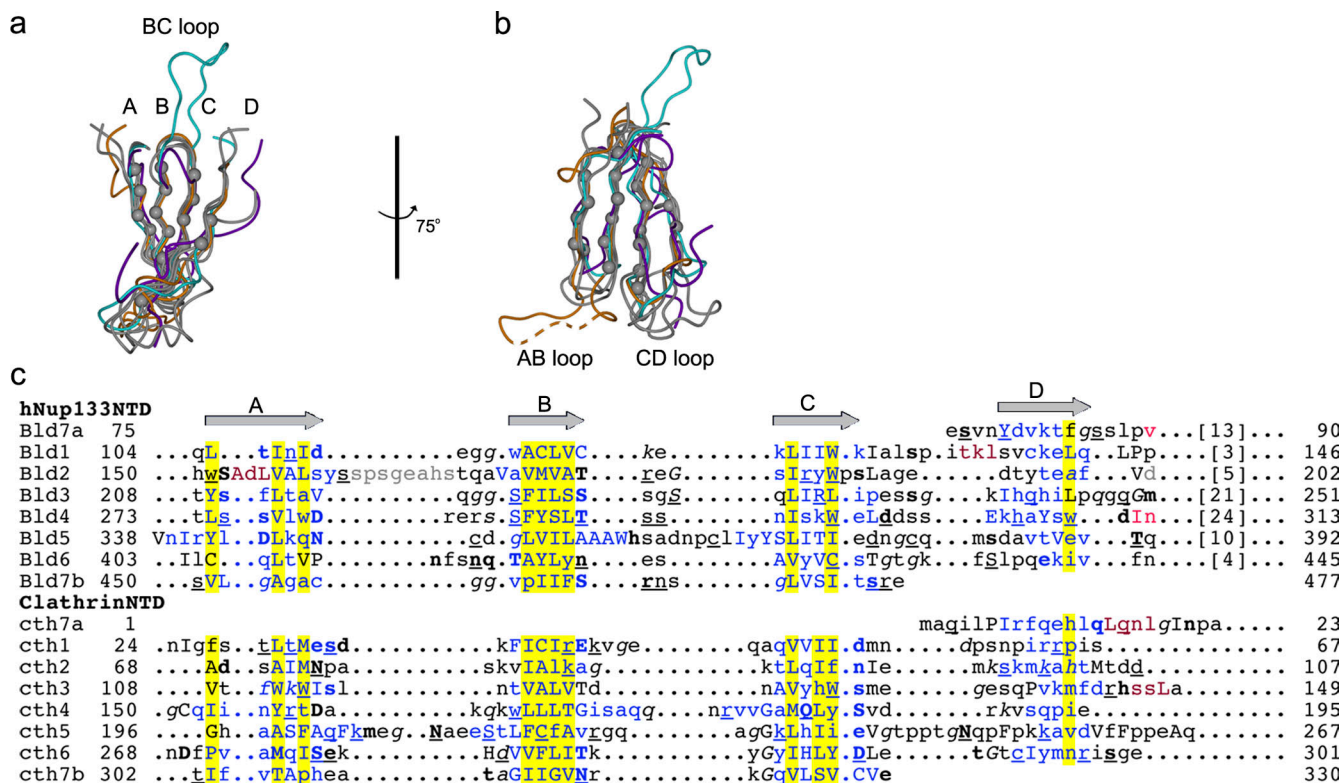 a
BC loop
A B C D
75°
b
AB loop CD loop
c
A B C D
hNup133NTD
Bld7a 75 esvnYdvktfgsslpv...[13]... 90
Bld1 104 ...qL...tInId............egg.wACLVC....ke.......kLIIW.kIalspitklsvckeLq..LPp....[3]... 146
Bld2 150 ..hwSAdLVALsysspsgeahstqaVaVMVAT....reG......sIryWpsLage....dtyteaf...Vd....[5]... 202
Bld3 208 ..tYs..fLtaV............qgg.SFILSS....sgS......qLIRL.ipessg....kIhqhiLpqgqGm...[21]... 251
Bld4 273 ..tLs..sVlwD...........rers.SFYSLT....ss.......nIskW.eLddss...EkhaYsw...dIn...[24]... 313
Bld5 338 VnIrYl..DLkqN............cd.gLVILAAAWhsadnpclIyYSLITI.edngcq...msdavtVev...Tq...[10]... 392
Bld6 403 .IlC..qLtVP.........nfsnq.TAYLyn....fen......AVyVC.sTgtgk..fSlpqekiv..fn....[4]... 445
Bld7b 450 ...sVL..gAgac............gg.vpIIFS....rns......gLVSI.tsre 477
ClathrinNTD
cth7a 1 maqilPIrfqehlqLqnlgInpa 23
cth1 24 .nIgfs..tLtMesd...........kFICIrEkvge......qaqVVII.dmn.......dpsnpirrpis 67
cth2 68 ....Ad..sAIMNpa...........skvIAlkag........ktLqIf.nIe......mkskmkahtMtdd 107
cth3 108 ....Vt..fWkWIsl...........ntVALVTd.........nAVyhW.sme......gesqPvkmfdrhssLa 149
cth4 150 .gCqIi..nYrtDa..........kqkwLLLTGisaqq...nrvvGaMQLy.Svd......rkvsqpie 195
cth5 196 ....Gh..aASFAqFkmeg..NaeeStLFCfAvrgq.....agGkLhIi.eVgtpptgNqpFpkkavdVfFppeAq 267
cth6 268 .nDfPv..aMqISek..........HdVVFLITk.......yGyIHLY.DLe......tGtcIymnrisge 301
cth7b 302 ...tIf..vTAphea..........taGIIGVNr.......kGqVLSV.CVe 330